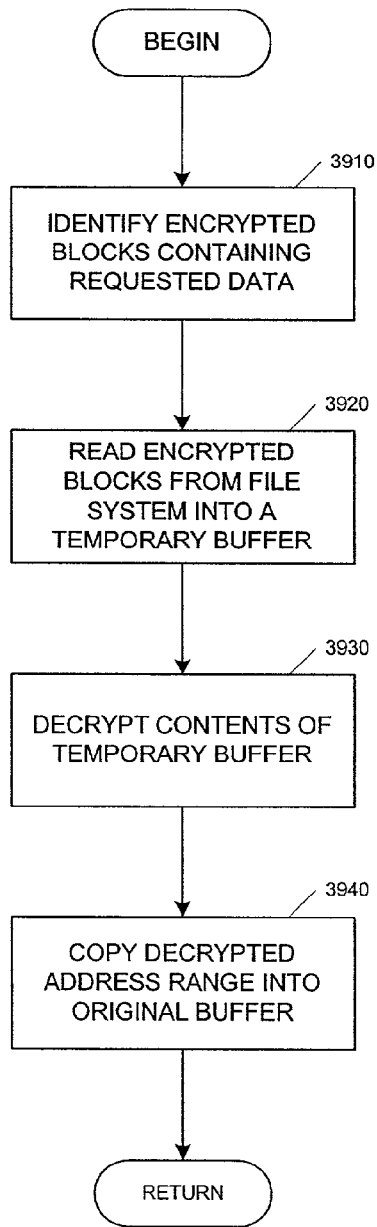 BEGIN
3910
IDENTIFY ENCRYPTED
BLOCKS CONTAINING
REQUESTED DATA
3920
READ ENCRYPTED
BLOCKS FROM FILE
SYSTEM INTO A
TEMPORARY BUFFER
3930
DECRYPT CONTENTS OF
TEMPORARY BUFFER
3940
COPY DECRYPTED
ADDRESS RANGE INTO
ORIGINAL BUFFER
RETURN